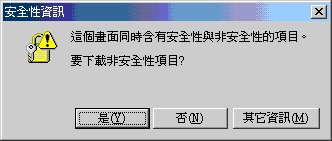 安全性資訊
這個畫面同時含有安全性與非安全性的項目。
要下載非安全性項目?
是(Y)
否(N)
其它資訊(M)